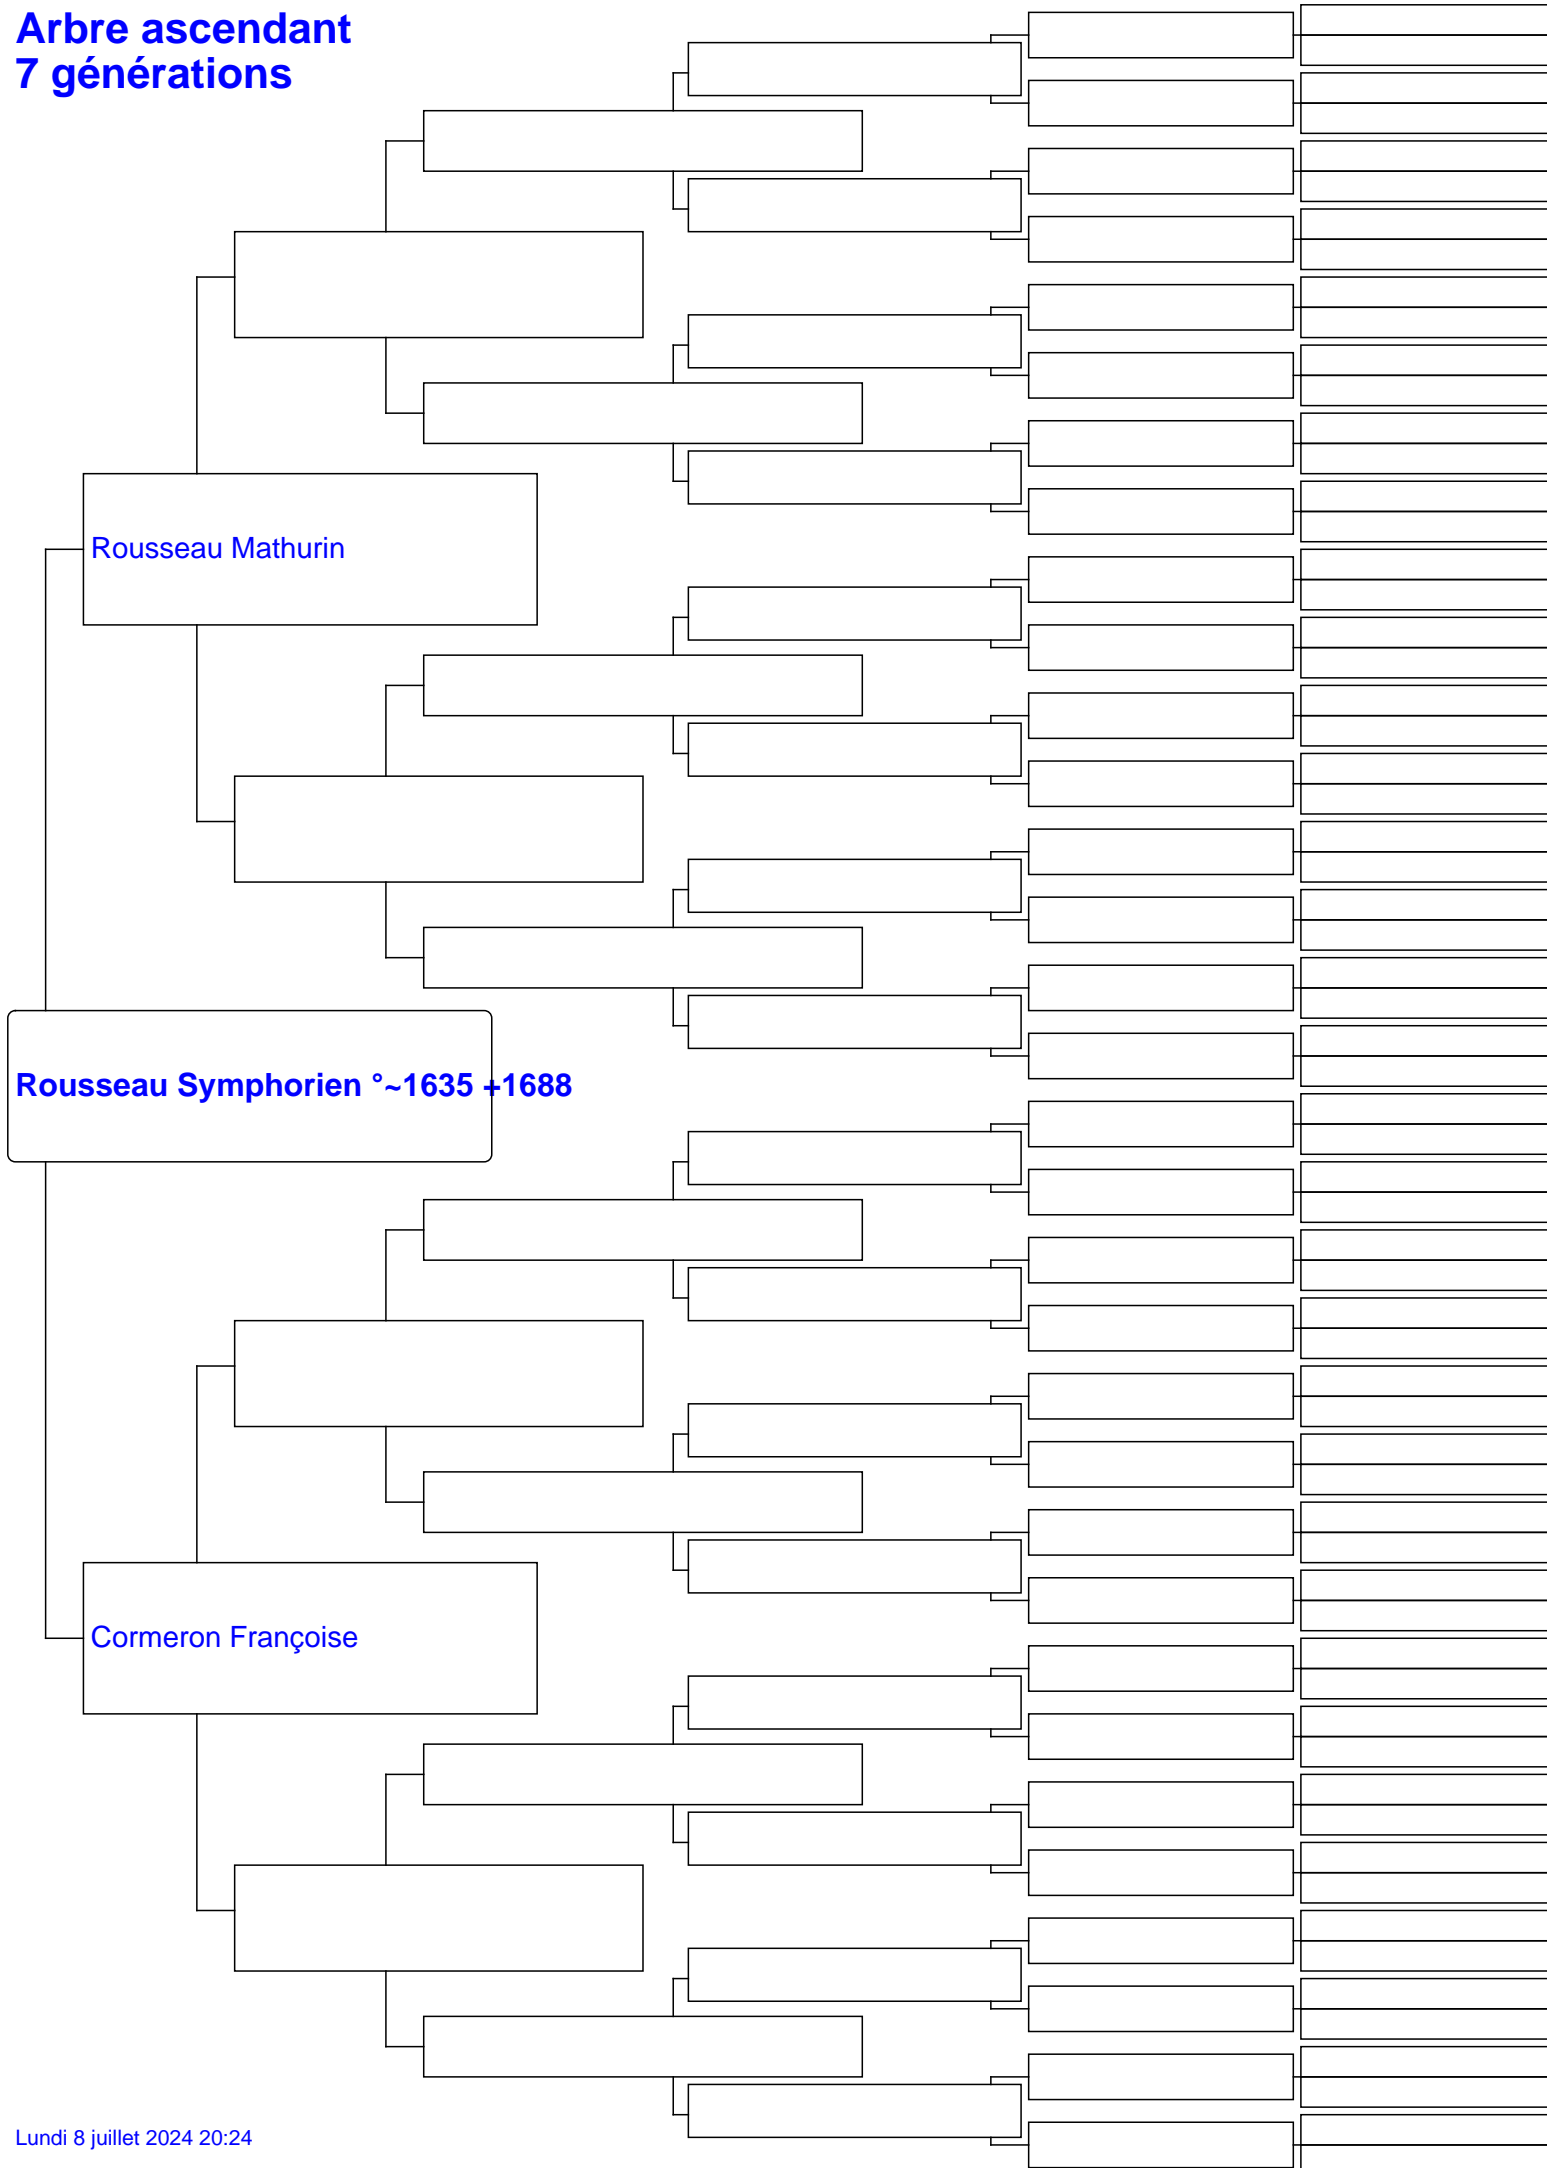 Arbre ascendant
7 générations
Rousseau Mathurin
Rousseau Symphorien °~1635 +1688
Cormeron Françoise
Lundi 8 juillet 2024 20:24